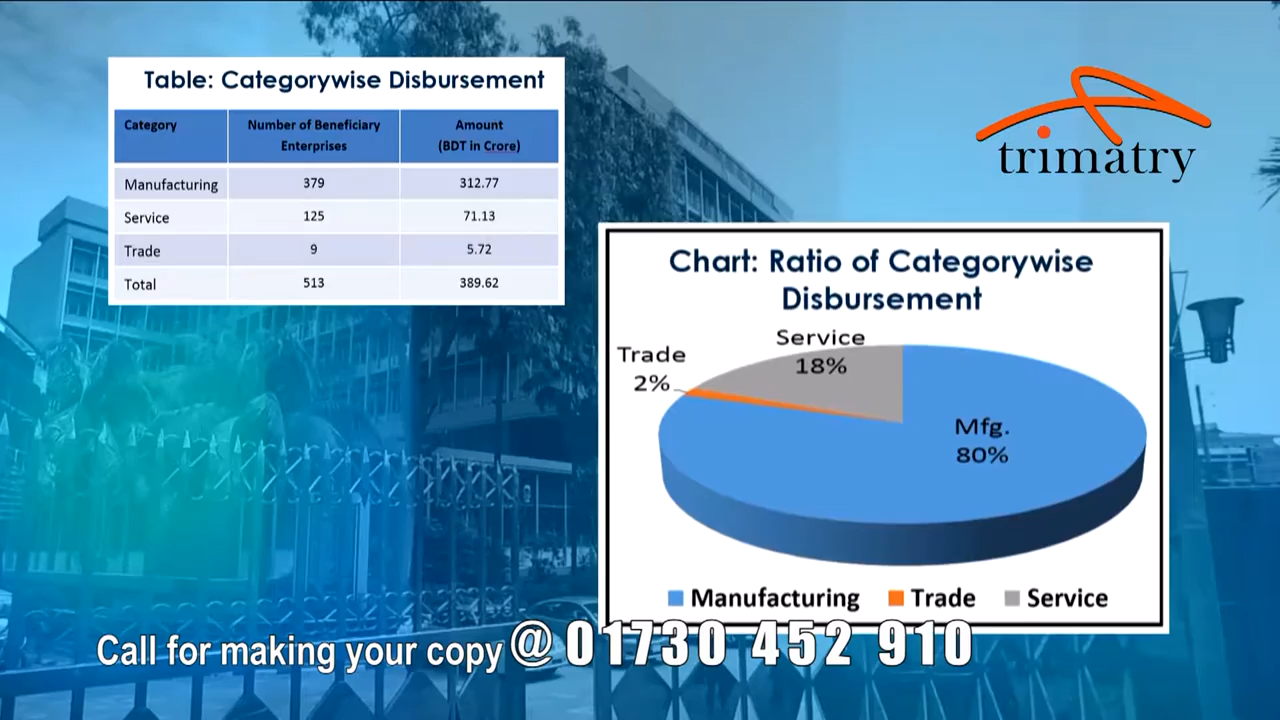 Table: Categorywise Disbursement
Category Number of Beneficiary Enterprises Amount (BDT in Crore)
Manufacturing 379 312.77
Service 125 71.13
Trade 9 5.72
Total 513 389.62
trimatry
Chart: Ratio of Categorywise
Disbursement
Service
18%
Trade
2%
Mfg.
80%
Manufacturing Trade Service
Call for making your copy @ 01730 452 910